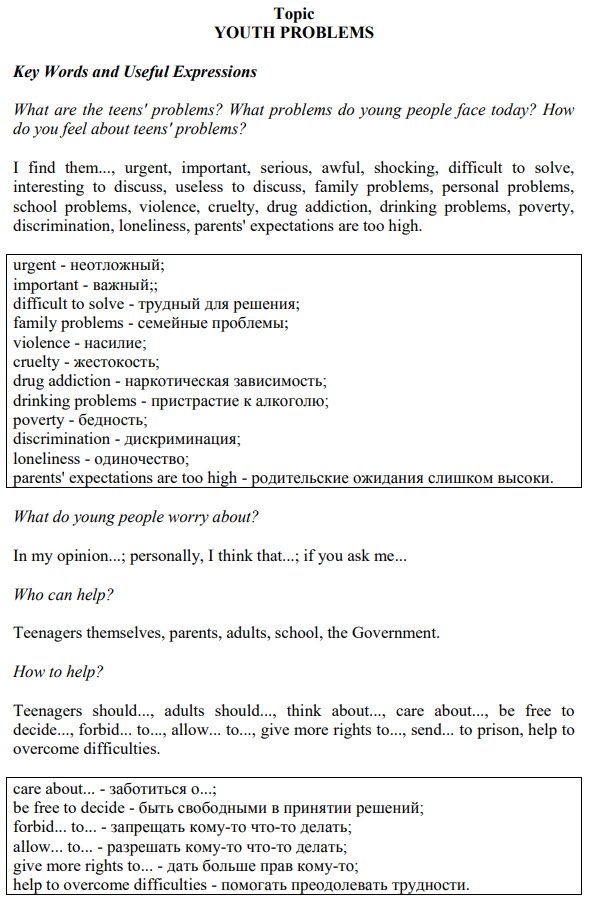 Topic
YOUTH PROBLEMS
Key Words and Useful Expressions
What are the teens' problems? What problems do young people face today? How
do you feel about teens' problems?
I find them..., urgent, important, serious, awful, shocking, difficult to solve,
interesting to discuss, useless to discuss, family problems, personal problems,
school problems, violence, cruelty, drug addiction, drinking problems, poverty,
discrimination, loneliness, parents' expectations are too high.
urgent - неотложный;
important - важный;;
difficult to solve - трудный для решения;
family problems - семейные проблемы;
violence - насилие;
cruelty - жестокость;
drug addiction - наркотическая зависимость;
drinking problems - пристрастие к алкоголю;
poverty - бедность;
discrimination - дискриминация;
loneliness - одиночество;
parents' expectations are too high - родительские ожидания слишком высоки.
What do young people worry about?
In my opinion...; personally, I think that...; if you ask me...
Who can help?
Teenagers themselves, parents, adults, school, the Government.
How to help?
Teenagers should..., adults should..., think about..., care about..., be free to
decide..., forbid... to..., allow... to..., give more rights to..., send... to prison, help to
overcome difficulties.
care about... - заботиться о...;
be free to decide - быть свободными в принятии решений;
forbid... to... - запрещать кому-то что-то делать;
allow... to... - разрешать кому-то что-то делать;
give more rights to... - дать больше прав кому-то;
help to overcome difficulties - помогать преодолевать трудности.